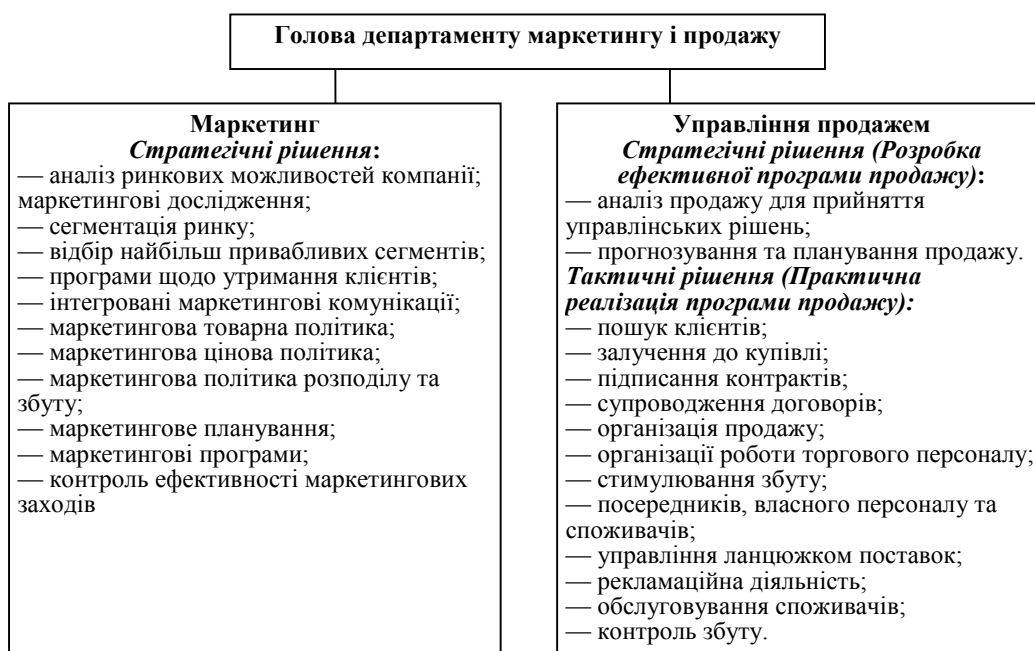 Голова департаменту маркетингу і продажу
Маркетинг
Стратегічні рішення:
— аналіз ринкових можливостей компанії;
маркетингові дослідження;
— сегментація ринку;
— відбір найбільш привабливих сегментів;
— програми щодо утримання клієнтів;
— інтегровані маркетингові комунікації;
— маркетингова товарна політика;
— маркетингова цінова політика;
— маркетингова політика розподілу та
збуту;
— маркетингове планування;
— маркетингові програми;
— контроль ефективності маркетингових
заходів
Управління продажем
Стратегічні рішення (Розробка
ефективної програми продажу):
— аналіз продажу для прийняття
управлінських рішень;
— прогнозування та планування продажу.
Тактичні рішення (Практична
реалізація програми продажу):
— пошук клієнтів;
— залучення до купівлі;
— підписання контрактів;
— супроводження договорів;
— організація продажу;
— організації роботи торгового персоналу;
— стимулювання збуту;
— посередників, власного персоналу та
споживачів;
— управління ланцюжком поставок;
— рекламаційна діяльність;
— обслуговування споживачів;
— контроль збуту.